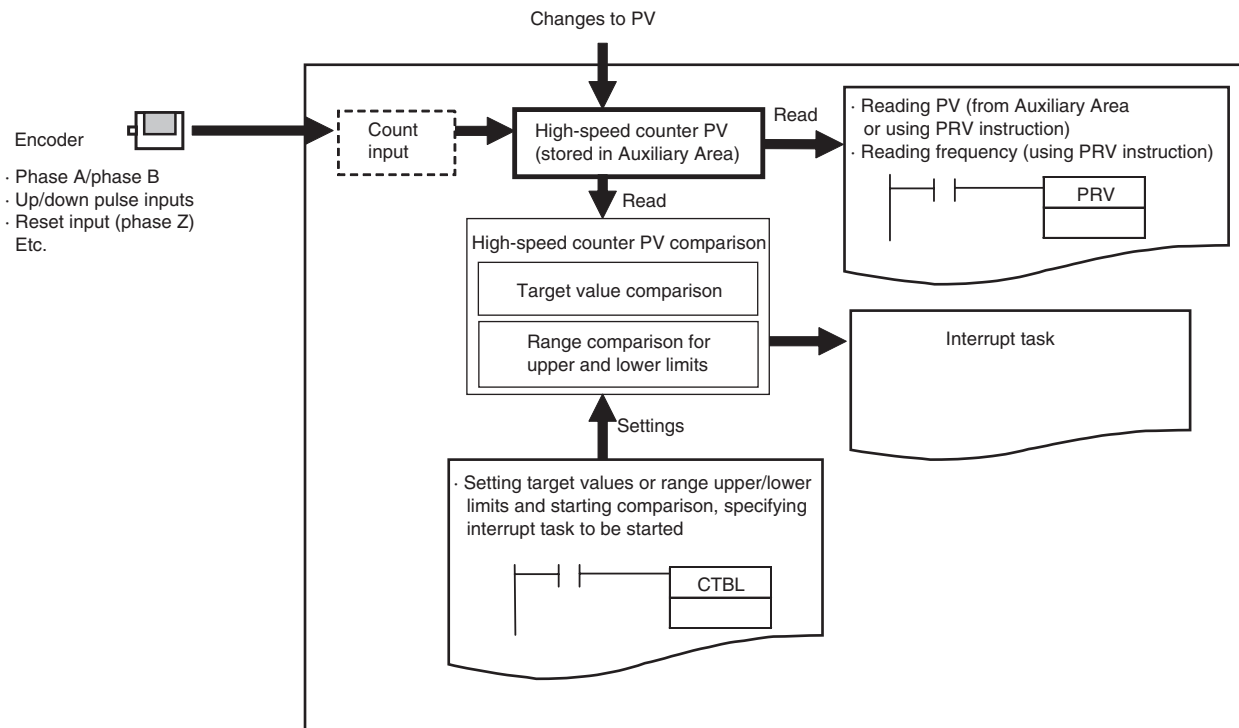 Changes to PV
Encoder
· Phase A/phase B
· Up/down pulse inputs
· Reset input (phase Z)
Etc.
Count
input
High-speed counter PV
(stored in Auxiliary Area)
Read
· Reading PV (from Auxiliary Area
or using PRV instruction)
· Reading frequency (using PRV instruction)
PRV
Read
High-speed counter PV comparison
Target value comparison
Range comparison for
upper and lower limits
Interrupt task
Settings
· Setting target values or range upper/lower
limits and starting comparison, specifying
interrupt task to be started
CTBL